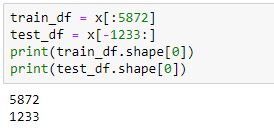 train_df = x[:5872]
test_df = x[-1233:]
print(train_df.shape[0])
print(test_df.shape[0])
5872
1233